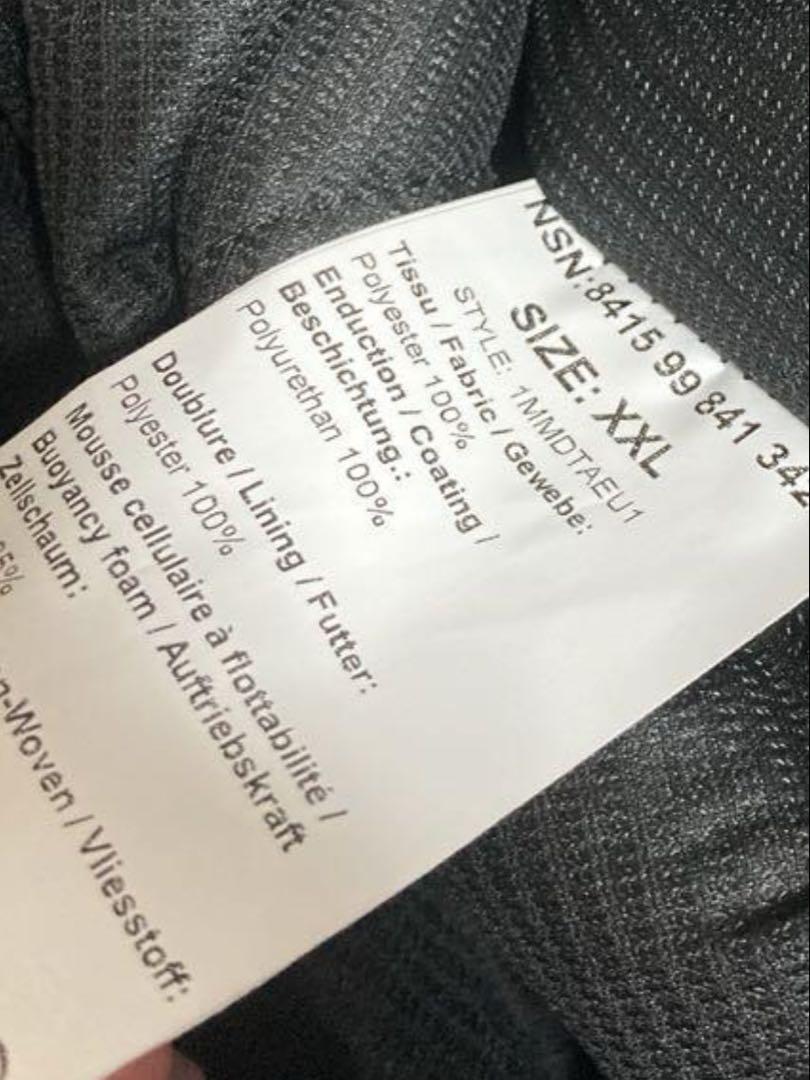 NSN:8415 99 841 342
SIZE: XXL
STYLE: 1MMDTAEU1
Tissu / Fabric / Gewebe:
Polyester 100%
Enduction / Coating /
Beschichtung.:
Polyurethan 100%
Doublure / Lining / Futter:
Polyester 100%
Mousse cellulaire à flottabilité /
Buoyancy foam / Auftriebskraft
Zellschaum:
n-Woven / Vliesstoff: